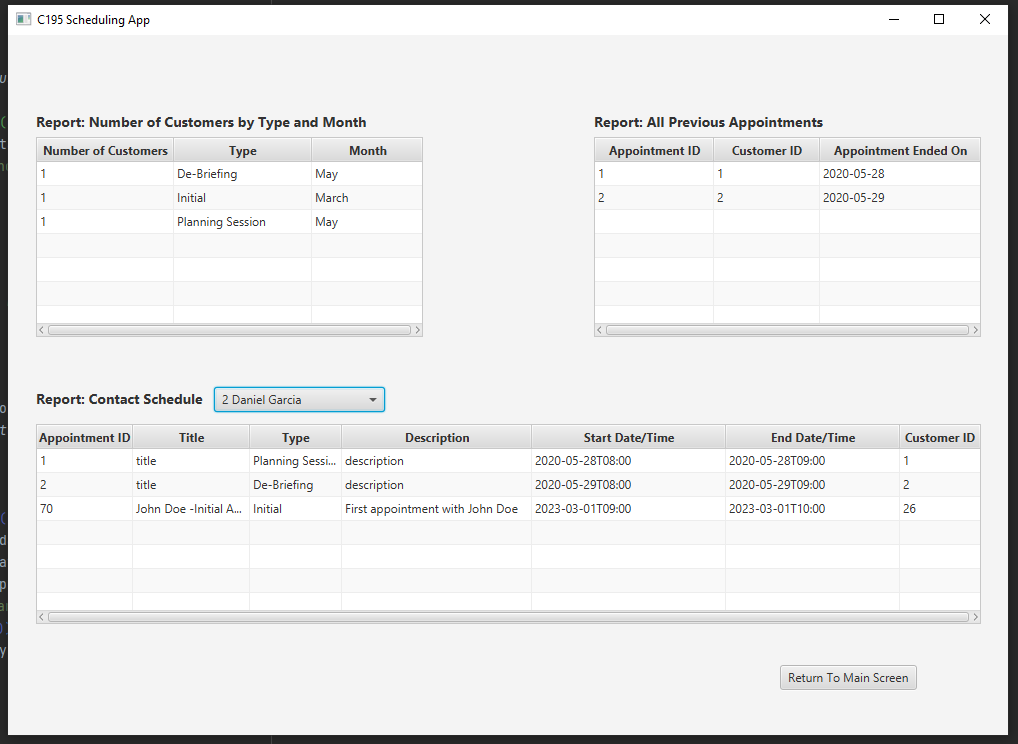 C195 Scheduling App
Report: Number of Customers by Type and Month
Number of Customers Type Month
1 De-Briefing May
1 Initial March
1 Planning Session May
Report: All Previous Appointments
Appointment ID Customer ID Appointment Ended On
1 1 2020-05-28
2 2 2020-05-29
Report: Contact Schedule 2 Daniel Garcia
Appointment ID Title Type Description Start Date/Time End Date/Time Customer ID
1 title Planning Sessi... description 2020-05-28T08:00 2020-05-28T09:00 1
2 title De-Briefing description 2020-05-29T08:00 2020-05-29T09:00 2
70 John Doe -Initial A... Initial First appointment with John Doe 2023-03-01T09:00 2023-03-01T10:00 26
Return To Main Screen